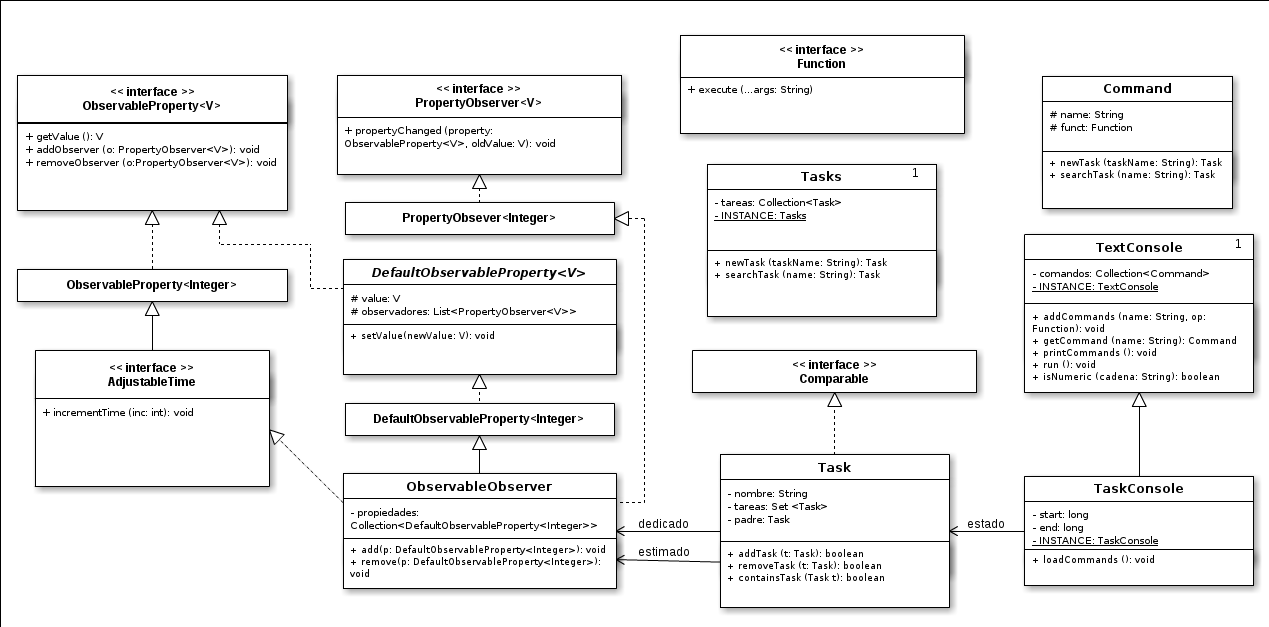 << interface >>
ObservableProperty<V>
+ getValue (): V
+ addObserver (o: PropertyObserver<V>): void
+ removeObserver (o:PropertyObserver<V>): void
ObservableProperty<Integer>
<< interface >>
AdjustableTime
+ incrementTime (inc: int): void
<< interface >>
PropertyObserver<V>
+ propertyChanged (property:
ObservableProperty<V>, oldValue: V): void
PropertyObsever<Integer>
DefaultObservableProperty<V>
# value: V
# observadores: List<PropertyObserver<V>>
+ setValue(newValue: V): void
DefaultObservableProperty<Integer>
ObservableObserver
- propiedades:
Collection<DefaultObservableProperty<Integer>>
+ add(p: DefaultObservableProperty<Integer>): void
+ remove(p: DefaultObservableProperty<Integer>):
void
<< interface >>
Function
+ execute (...args: String)
Tasks 1
- tareas: Collection<Task>
- INSTANCE: Tasks
+ newTask (taskName: String): Task
+ searchTask (name: String): Task
<< interface >>
Comparable
dedicado
estimado
Task
- nombre: String
- tareas: Set <Task>
- padre: Task
+ addTask (t: Task): boolean
+ removeTask (t: Task): boolean
+ containsTask (Task t): boolean
estado
Command
# name: String
# funct: Function
+ newTask (taskName: String): Task
+ searchTask (name: String): Task
TextConsole 1
- comandos: Collection<Command>
- INSTANCE: TextConsole
+ addCommands (name: String, op:
Function): void
+ getCommand (name: String): Command
+ printCommands (): void
+ run (): void
+ isNumeric (cadena: String): boolean
TaskConsole
- start: long
- end: long
- INSTANCE: TaskConsole
+ loadCommands (): void